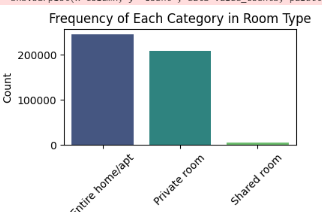 Frequency of Each Category in Room Type
200000
100000
0
Count
Entire home/apt
Private room
Shared room